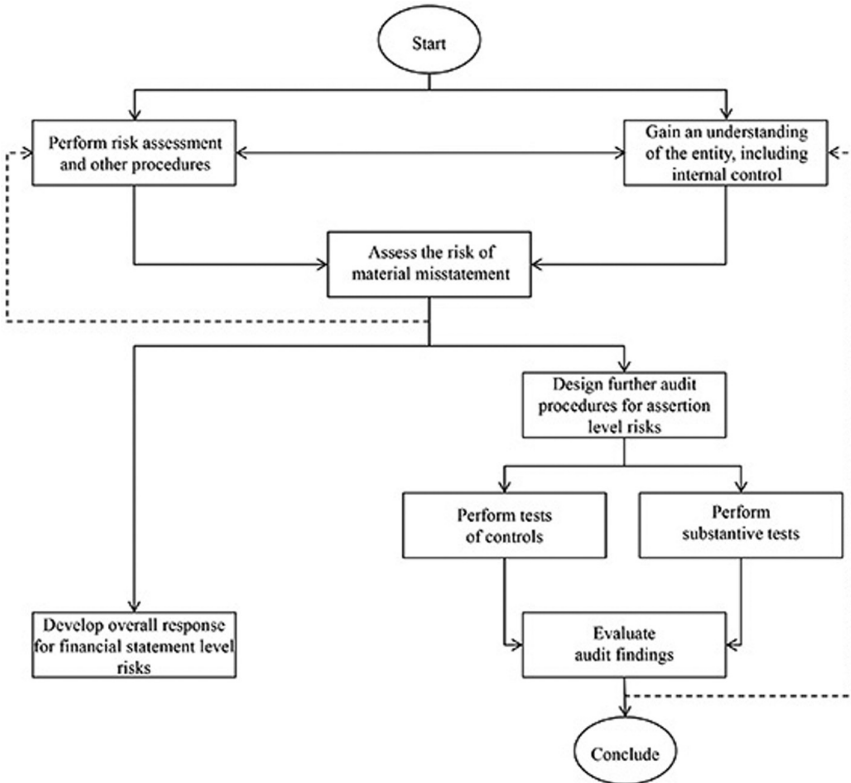 Start
Perform risk assessment
and other procedures
Gain an understanding
of the entity, including
internal control
Assess the risk of
material misstatement
Design further audit
procedures for assertion
level risks
Perform tests
of controls
Perform
substantive tests
Develop overall response
for financial statement level
risks
Evaluate
audit findings
Conclude